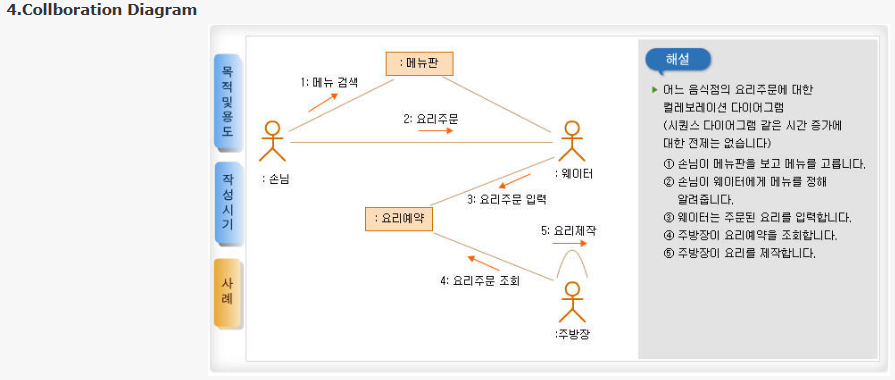 4.Collboration Diagram
목적및용도
작성시기
사례
: 메뉴판
1: 메뉴 검색
2: 요리주문
: 손님
: 웨이터
3: 요리주문 입력
: 요리예약
5: 요리제작
4: 요리주문 조회
:주방장
해설
어느 음식점의 요리주문에 대한
컬레보레이션 다이어그램
(시퀀스 다이어그램 같은 시간 증가에
대한 전제는 없습니다)
① 손님이 메뉴판을 보고 메뉴를 고릅니다.
② 손님이 웨이터에게 메뉴를 정해
알려줍니다.
③ 웨이터는 주문된 요리를 입력합니다.
④ 주방장이 요리예약을 조회합니다.
⑤ 주방장이 요리를 제작합니다.